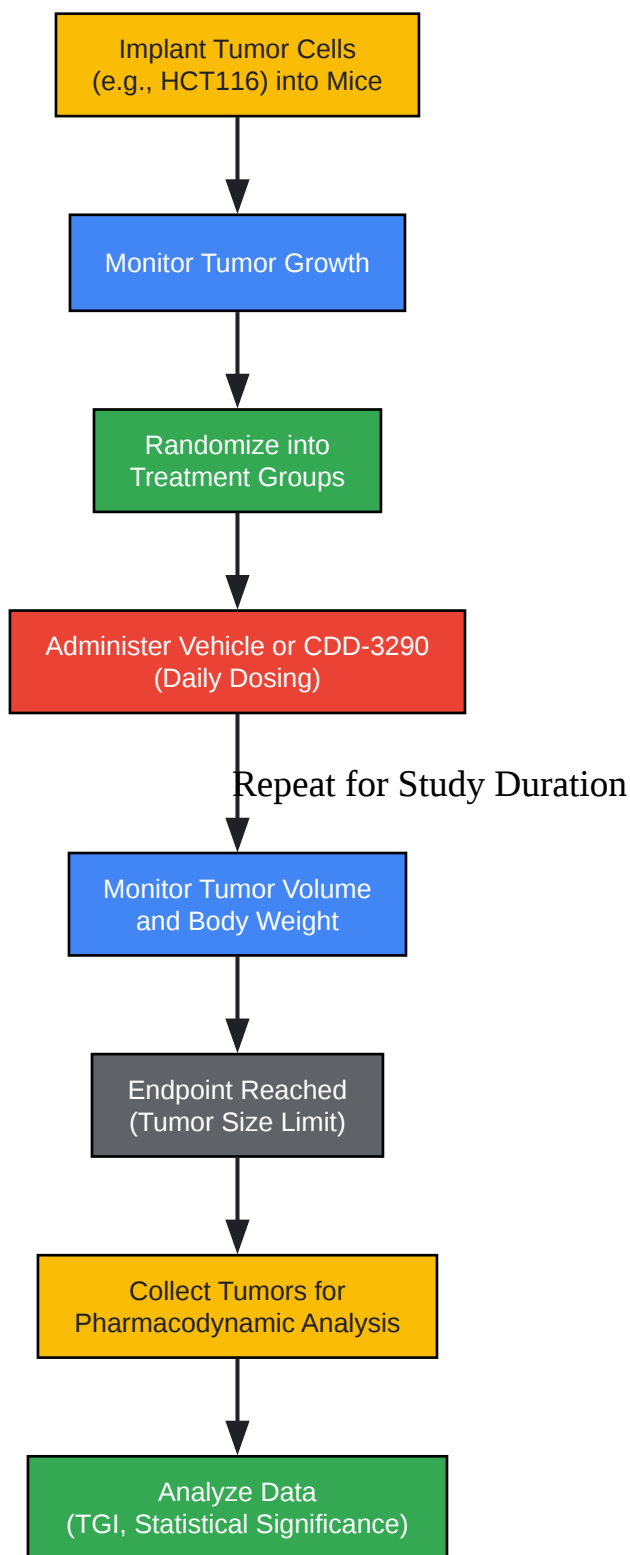 Implant Tumor Cells
(e.g., HCT116) into Mice
Monitor Tumor Growth
Randomize into
Treatment Groups
Administer Vehicle or CDD-3290
(Daily Dosing)
Repeat for Study Duration
Monitor Tumor Volume
and Body Weight
Endpoint Reached
(Tumor Size Limit)
Collect Tumors for
Pharmacodynamic Analysis
Analyze Data
(TGI, Statistical Significance)